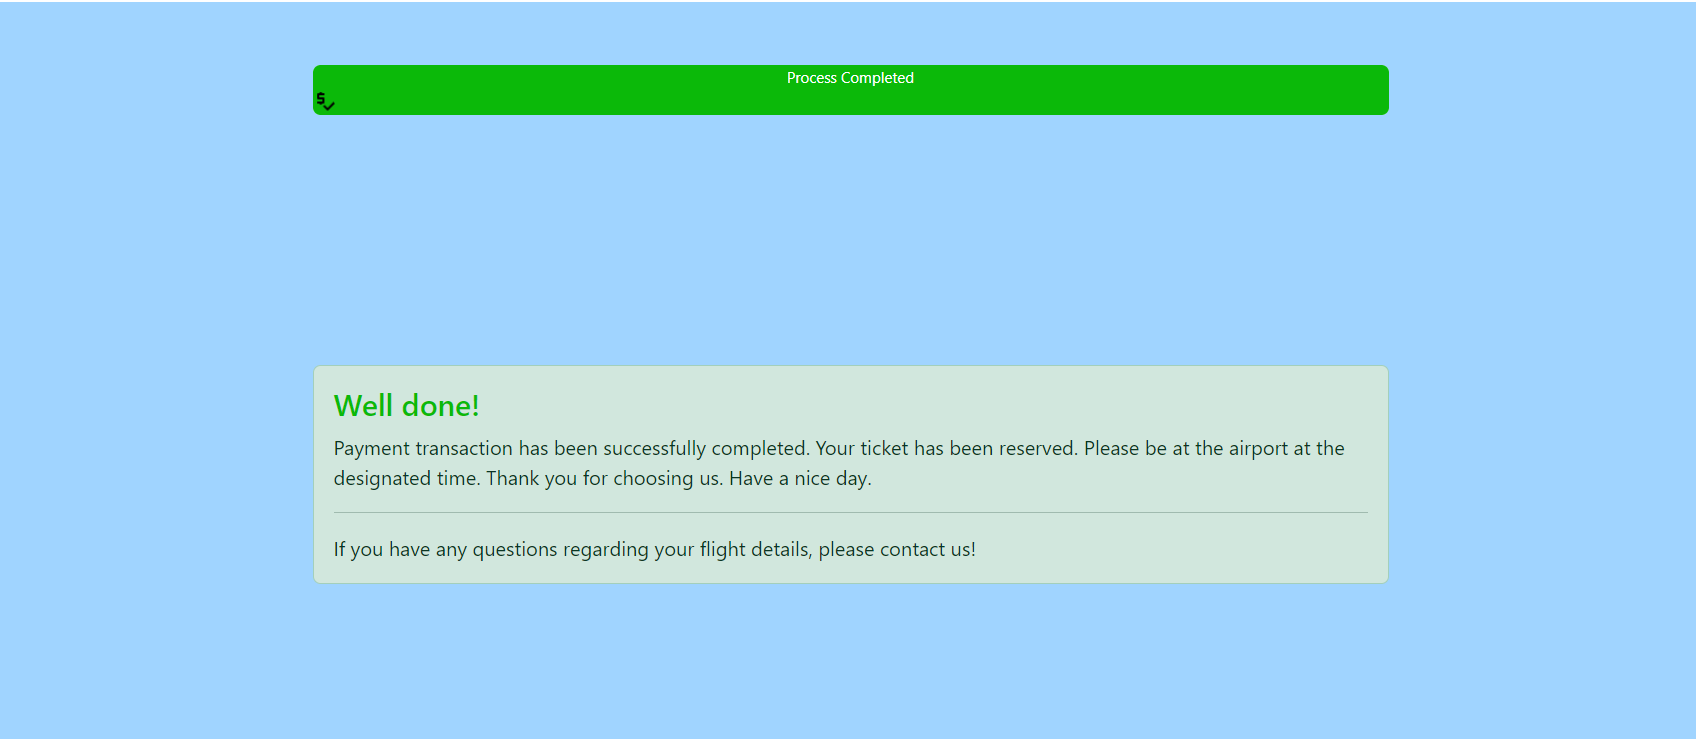 Process Completed
$
Well done!
Payment transaction has been successfully completed. Your ticket has been reserved. Please be at the airport at the
designated time. Thank you for choosing us. Have a nice day.
If you have any questions regarding your flight details, please contact us!